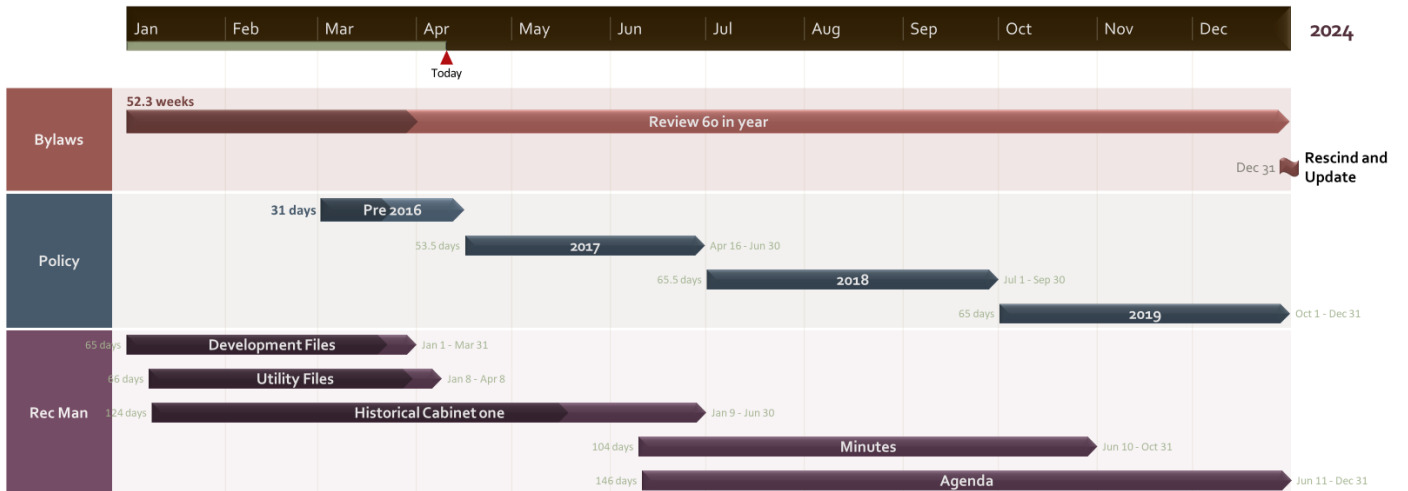 Jan Feb Mar Apr May Jun Jul Aug Sep Oct Nov Dec 2024
Today
52.3 weeks
Bylaws
Review 60 in year
Dec 31
Rescind and
Update
Policy
31 days Pre 2016
53.5 days 2017 Apr 16 - Jun 30
65.5 days 2018 Jul 1 - Sep 30
65 days 2019 Oct 1 - Dec 31
Rec Man
65 days Development Files Jan 1 - Mar 31
66 days Utility Files Jan 8 - Apr 8
124 days Historical Cabinet one Jan 9 - Jun 30
104 days Minutes Jun 10 - Oct 31
146 days Agenda Jun 11 - Dec 31